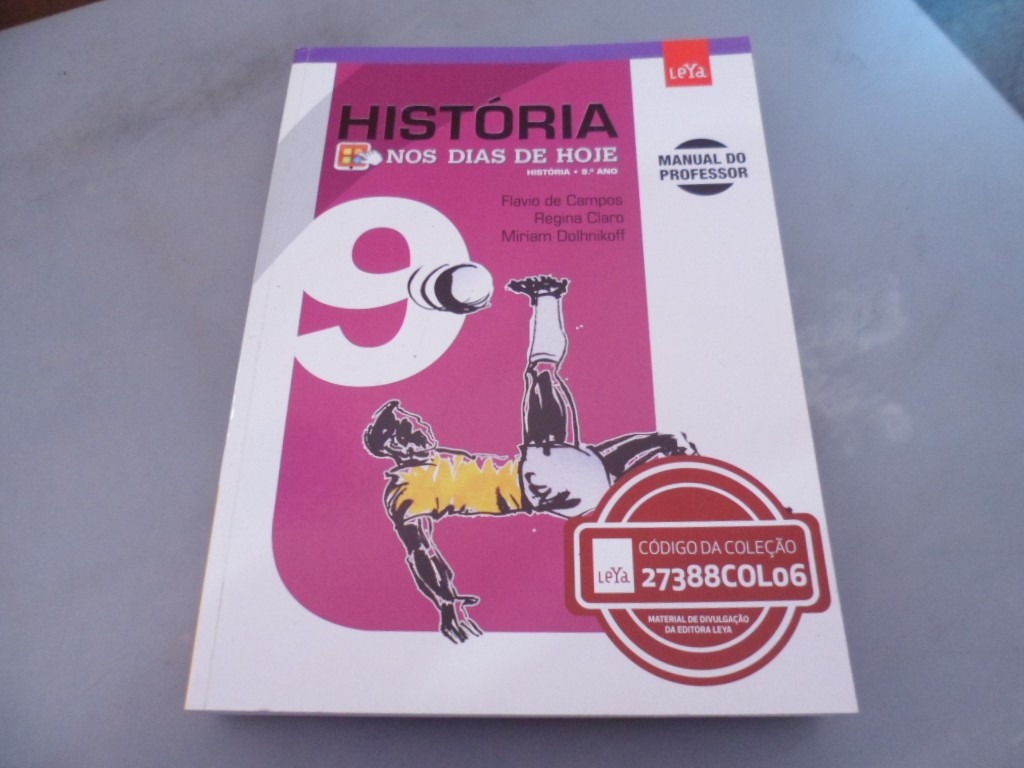 LeYa
HISTÓRIA
NOS DIAS DE HOJE
HISTÓRIA • 9.º ANO
MANUAL DO
PROFESSOR
Flavio de Campos
Regina Claro
Miriam Dolhnikoff
9
LeYa
CÓDIGO DA COLEÇÃO
27388COL06
MATERIAL DE DIVULGAÇÃO
DA EDITORA LEYA